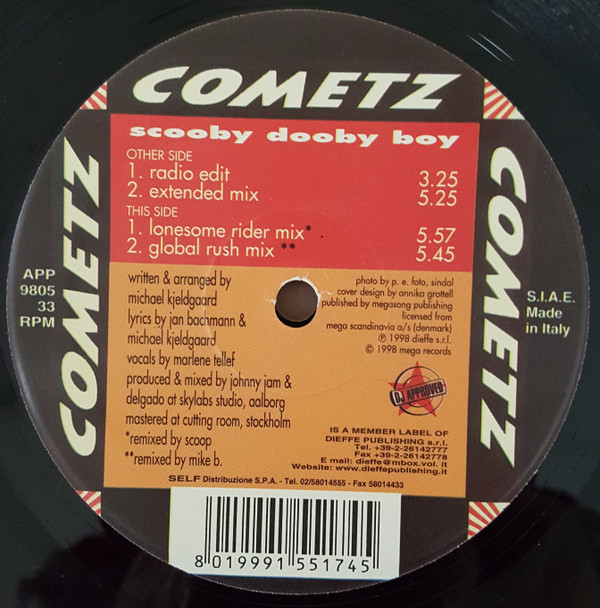 COMETZ
scooby dooby boy
OTHER SIDE
1. radio edit 3.25
2. extended mix 5.25
THIS SIDE
1. lonesome rider mix* 5.57
2. global rush mix ** 5.45
COMETZ
COMETZ
APP
9805
33
RPM
written & arranged by
michael kjeldgaard
lyrics by jan bachmann &
michael kjeldgaard
vocals by marlene tellef
produced & mixed by johnny jam &
delgado at skylabs studio, aalborg
mastered at cutting room, stockholm
*remixed by scoop
**remixed by mike b.
photo by p. e. foto, sindal
cover design by annika grottell
published by megasong publishing
licensed from
mega scandinavia a/s (denmark)
℗ 1998 dieffe s.r.l.
© 1998 mega records
S.I.A.E.
Made
in Italy
DJ APPROVED
IS A MEMBER LABEL OF
DIEFFE PUBLISHING s.r.l.
Tel. ++39-2-26142777
Fax ++39-2-26142778
E mail: dieffe@mbox.vol. it
Website: www.dieffepublishing.it
SELF Distribuzione S.P.A. - Tel. 02/58014555 - Fax 58014433
8 019991 551745